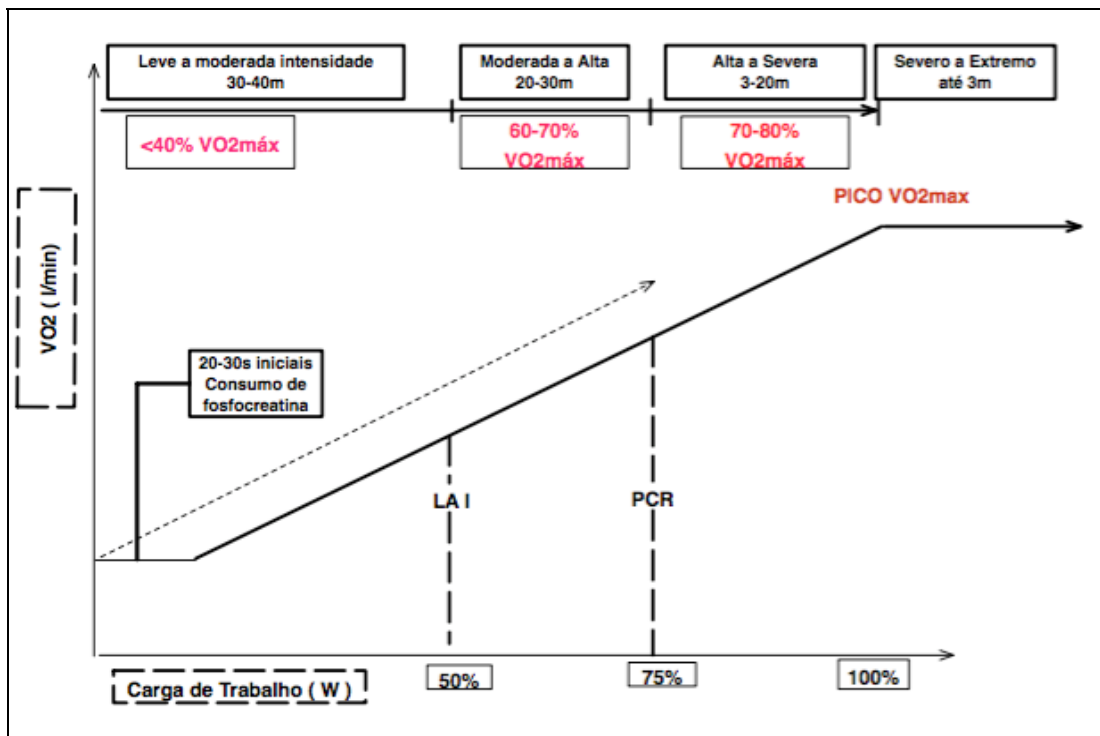 Leve a moderada intensidade
30-40m
Moderada a Alta
20-30m
Alta a Severa
3-20m
Severo a Extremo
até 3m
<40% VO2máx
60-70%
VO2máx
70-80%
VO2máx
PICO VO2max
VO2 ( l/min)
20-30s iniciais
Consumo de
fosfocreatina
LA I
PCR
Carga de Trabalho ( W )
50%
75%
100%